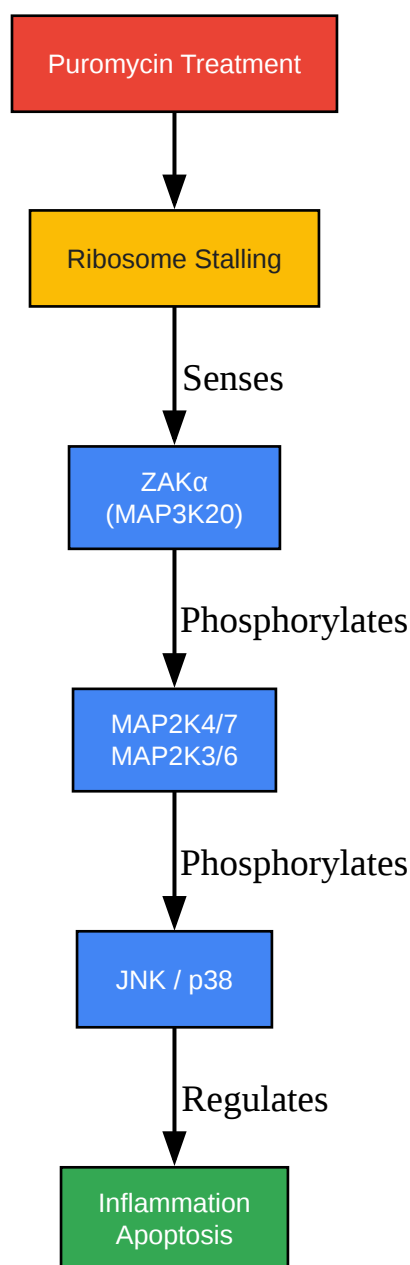 Puromycin Treatment
Ribosome Stalling
Senses
ZAKα
(MAP3K20)
Phosphorylates
MAP2K4/7
MAP2K3/6
Phosphorylates
JNK / p38
Regulates
Inflammation
Apoptosis